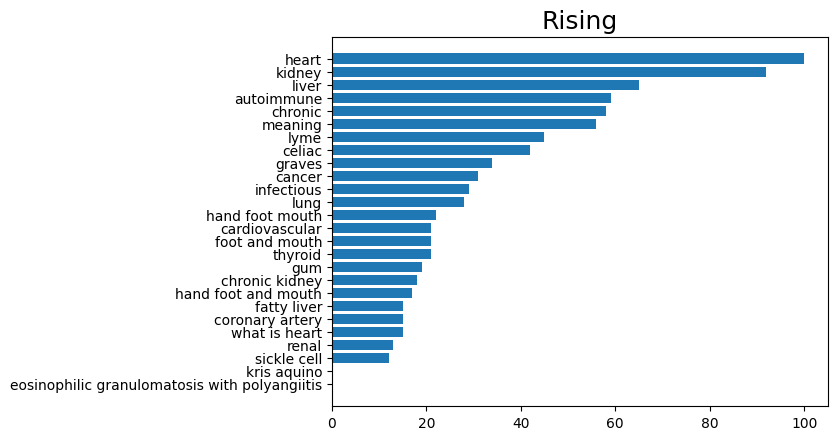 Rising
heart
kidney
liver
autoimmune
chronic
meaning
lyme
celiac
graves
cancer
infectious
lung
hand foot mouth
cardiovascular
foot and mouth
thyroid
gum
chronic kidney
hand foot and mouth
fatty liver
coronary artery
what is heart
renal
sickle cell
kris aquino
eosinophilic granulomatosis with polyangiitis
0 20 40 60 80 100